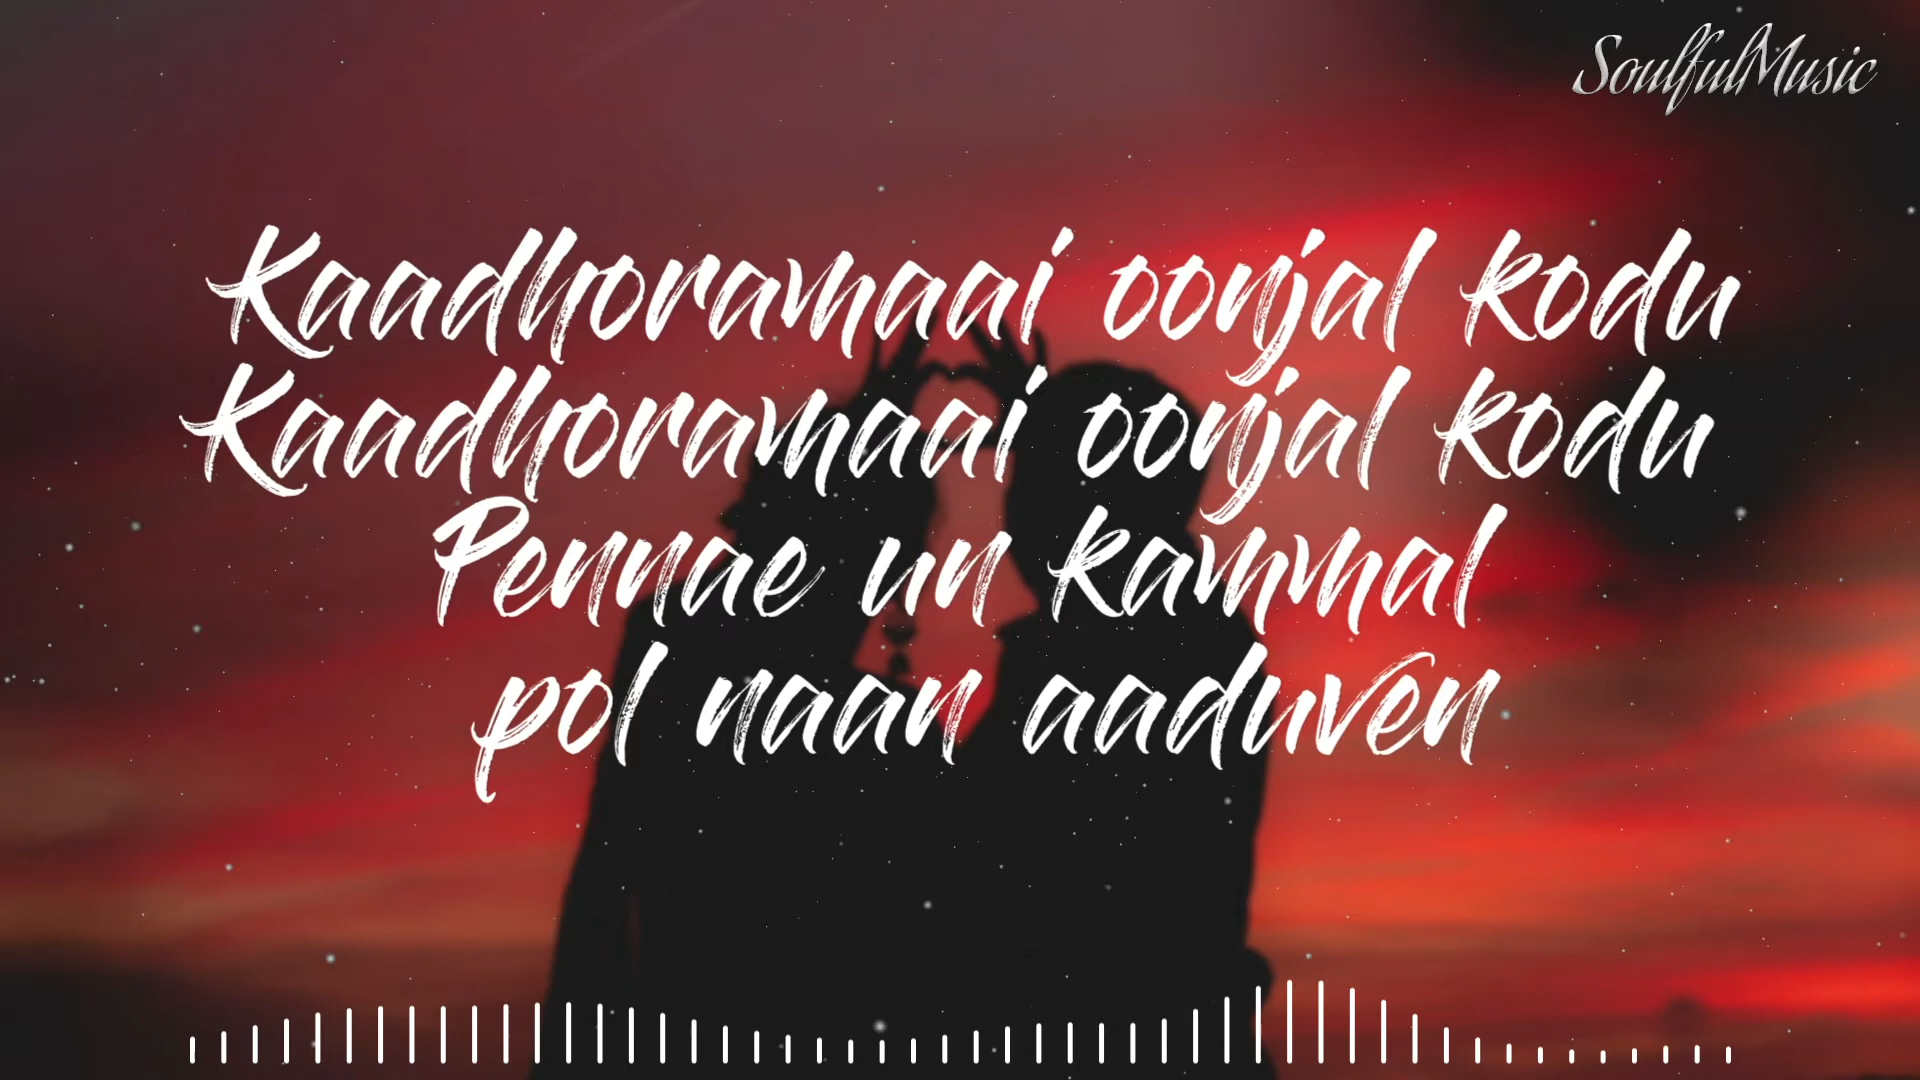 SoulfulMusic
Kaadhoramaai oonjal kodu
Kaadhoramaai oonjal kodu
Pennae un kammal
pol naan aaduven